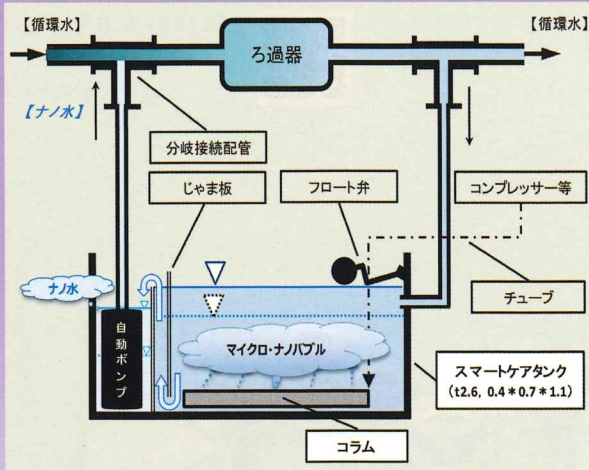 【循環水】
【循環水】
ろ過器
【ナノ水】
分岐接続配管
じゃま板
フロート弁
コンプレッサー等
チューブ
ナノ水
自動ポンプ
マイクロ・ナノバブル
スマートケアタンク
(t2.6, 0.4*0.7*1.1)
コラム